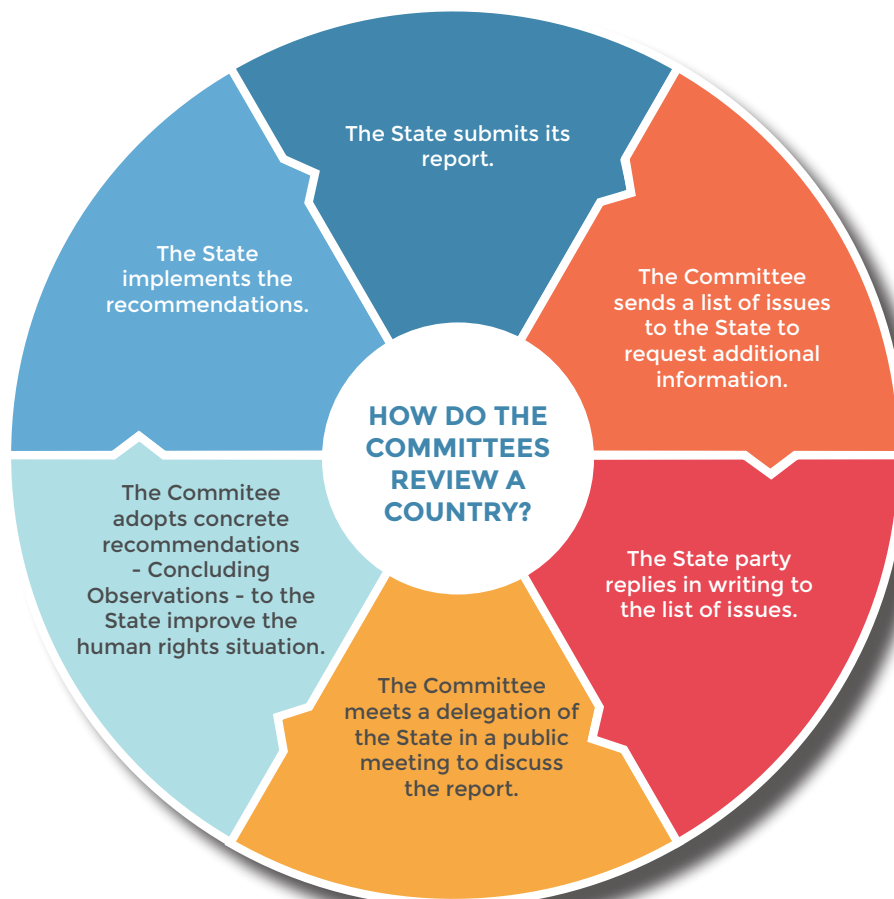 HOW DO THE
COMMITTEES
REVIEW A
COUNTRY?
The State submits its
report.
The Committee
sends a list of issues
to the State to
request additional
information.
The State party
replies in writing to
the list of issues.
The Committee
meets a delegation of
the State in a public
meeting to discuss
the report.
The Commitee
adopts concrete
recommendations
- Concluding
Observations - to the
State improve the
human rights situation.
The State
implements the
recommendations.